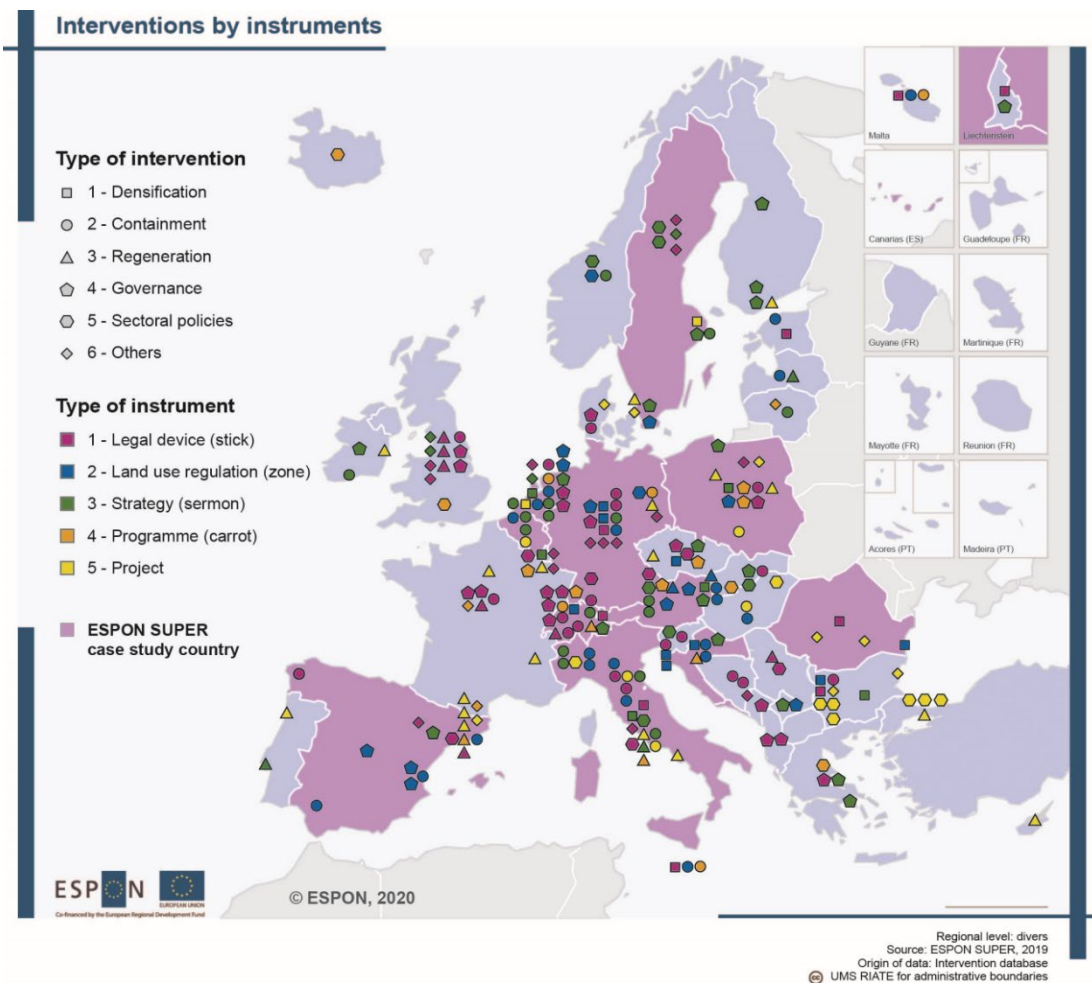 Interventions by instruments
Type of intervention
1 - Densification
2 - Containment
3 - Regeneration
4 - Governance
5 - Sectoral policies
6 - Others
Type of instrument
1 - Legal device (stick)
2 - Land use regulation (zone)
3 - Strategy (sermon)
4 - Programme (carrot)
5 - Project
ESPON SUPER
case study country
Malta
Liechtenstein
Canarias (ES)
Guadeloupe (FR)
Guyane (FR)
Martinique (FR)
Mayotte (FR)
Reunion (FR)
Acores (PT)
Madeira (PT)
ESPON
EUROPEAN UNION
Co-financed by the European Regional Development Fund
© ESPON, 2020
Regional level: divers
Source: ESPON SUPER, 2019
Origin of data: Intervention database
cc UMS RIATE for administrative boundaries